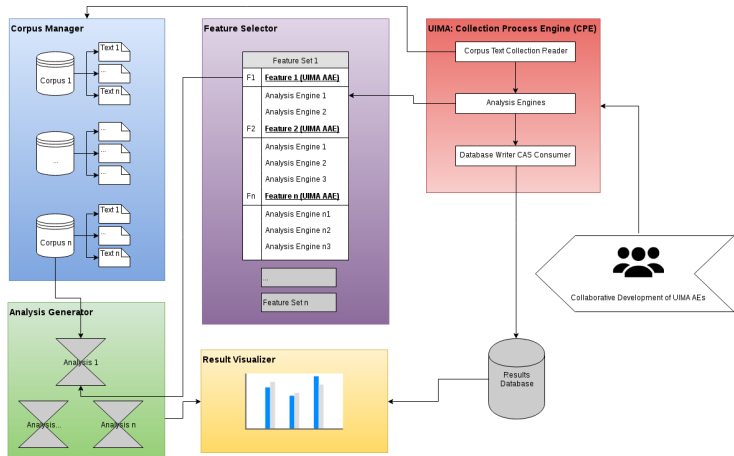 Corpus Manager
Text 1
...
Text n
Corpus 1
...
...
...
...
Text 1
...
Text n
Corpus n
Feature Selector
Feature Set 1
F1 Feature 1 (UIMA AAE)
Analysis Engine 1
Analysis Engine 2
F2 Feature 2 (UIMA AAE)
Analysis Engine 1
Analysis Engine 2
Analysis Engine 3
Fn Feature n (UIMA AAE)
Analysis Engine n1
Analysis Engine n2
Analysis Engine n3
...
Feature Set n
UIMA: Collection Process Engine (CPE)
Corpus Text Collection Reader
Analysis Engines
Database Writer CAS Consumer
Collaborative Development of UIMA AEs
Analysis Generator
Analysis 1
Analysis...
Analysis n
Result Visualizer
Results
Database